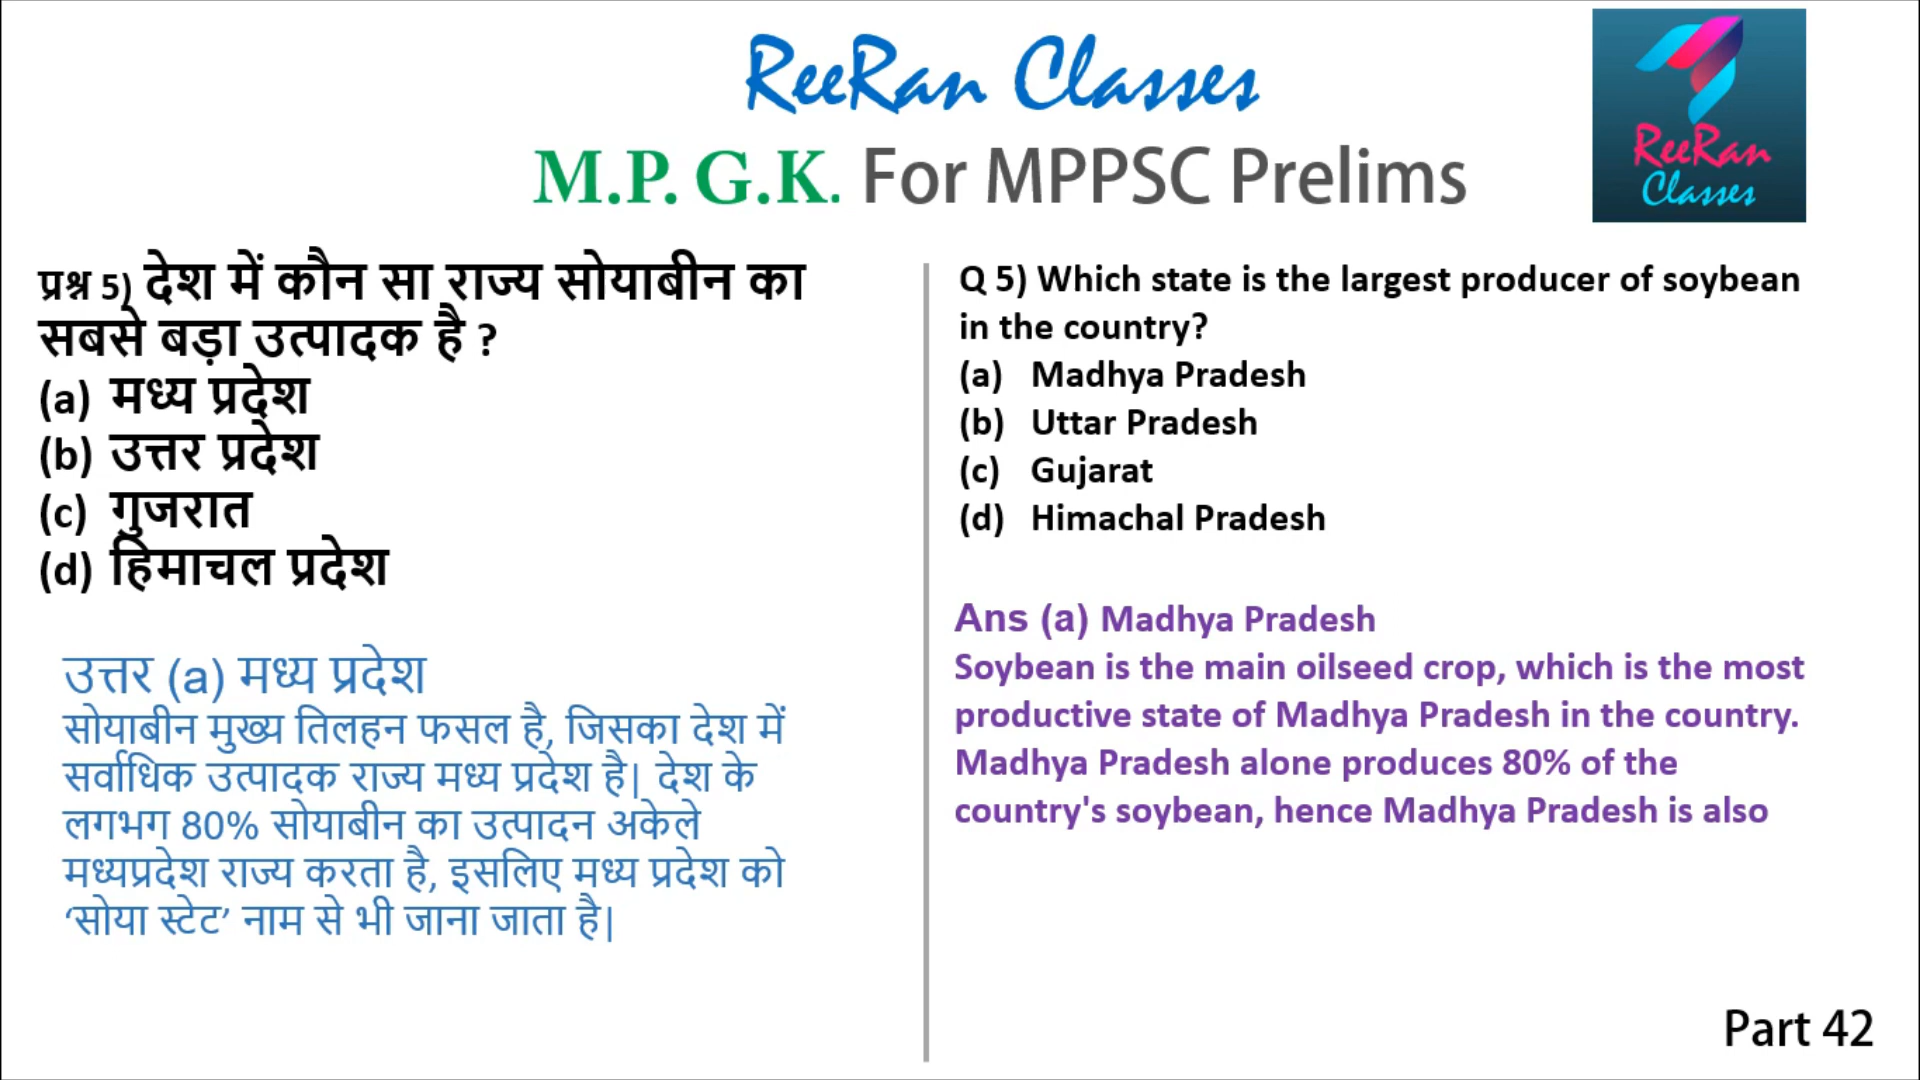 ReeRan Classes
M.P. G.K. For MPPSC Prelims
ReeRan
Classes
प्रश्न 5) देश में कौन सा राज्य सोयाबीन का
सबसे बड़ा उत्पादक है ?
(a) मध्य प्रदेश
(b) उत्तर प्रदेश
(c) गुजरात
(d) हिमाचल प्रदेश
उत्तर (a) मध्य प्रदेश
सोयाबीन मुख्य तिलहन फसल है, जिसका देश में
सर्वाधिक उत्पादक राज्य मध्य प्रदेश है| देश के
लगभग 80% सोयाबीन का उत्पादन अकेले
मध्यप्रदेश राज्य करता है, इसलिए मध्य प्रदेश को
‘सोया स्टेट’ नाम से भी जाना जाता है|
Q 5) Which state is the largest producer of soybean
in the country?
(a) Madhya Pradesh
(b) Uttar Pradesh
(c) Gujarat
(d) Himachal Pradesh
Ans (a) Madhya Pradesh
Soybean is the main oilseed crop, which is the most
productive state of Madhya Pradesh in the country.
Madhya Pradesh alone produces 80% of the
country's soybean, hence Madhya Pradesh is also
Part 42